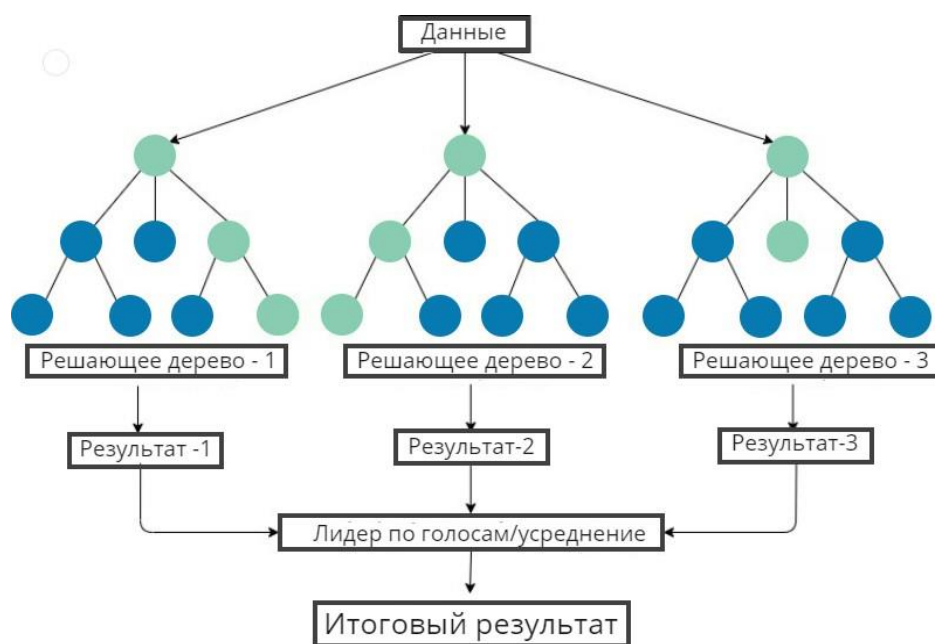 Данные
Решающее дерево - 1
Решающее дерево - 2
Решающее дерево - 3
Результат -1
Результат-2
Результат-3
Лидер по голосам/усреднение
Итоговый результат